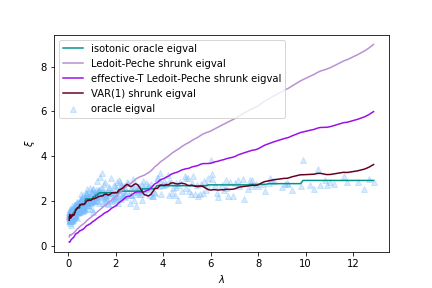 isotonic oracle eigval
Ledoit-Peche shrunk eigval
effective-T Ledoit-Peche shrunk eigval
VAR(1) shrunk eigval
oracle eigval
8
6
4
2
0
ξ
0 2 4 6 8 10 12
λ